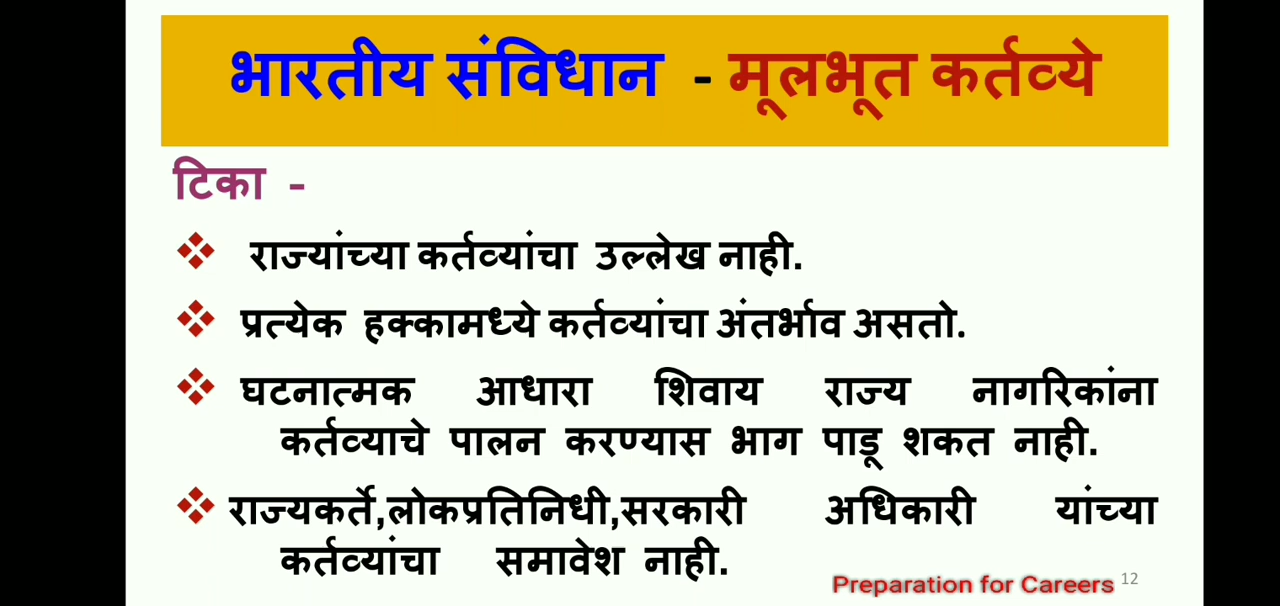 भारतीय संविधान - मूलभूत कर्तव्ये
टिका -
राज्यांच्या कर्तव्यांचा उल्लेख नाही.
प्रत्येक हक्कामध्ये कर्तव्यांचा अंतर्भाव असतो.
घटनात्मक आधारा शिवाय राज्य नागरिकांना
कर्तव्याचे पालन करण्यास भाग पाडू शकत नाही.
राज्यकर्ते,लोकप्रतिनिधी,सरकारी अधिकारी यांच्या
कर्तव्यांचा समावेश नाही.
Preparation for Careers 12